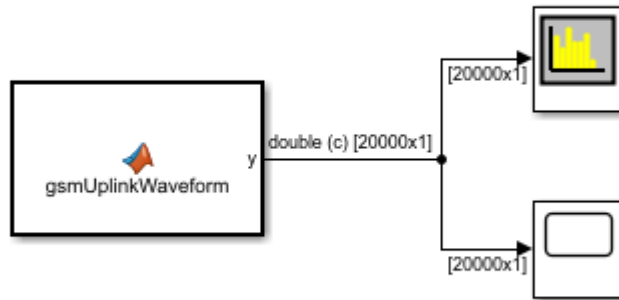 [20000x1]
y
double (c) [20000x1]
gsmUplinkWaveform
[20000x1]